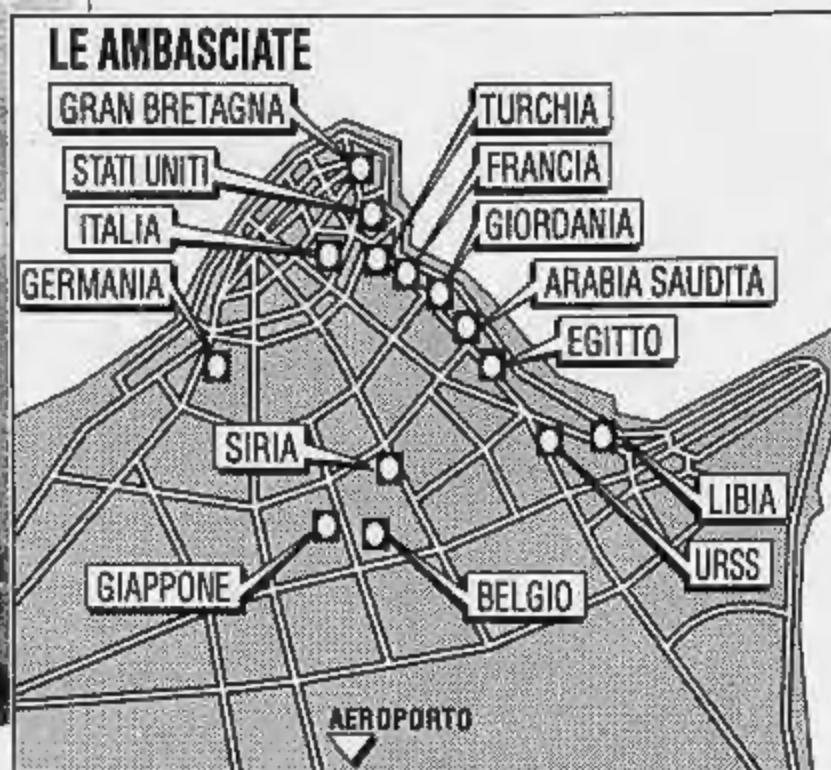 LE AMBASCIATE
GRAN BRETAGNA
TURCHIA
STATI UNITI
FRANCIA
ITALIA
GIORDANIA
GERMANIA
ARABIA SAUDITA
EGITTO
SIRIA
LIBIA
GIAPPONE
BELGIO
URSS
AEROPORTO